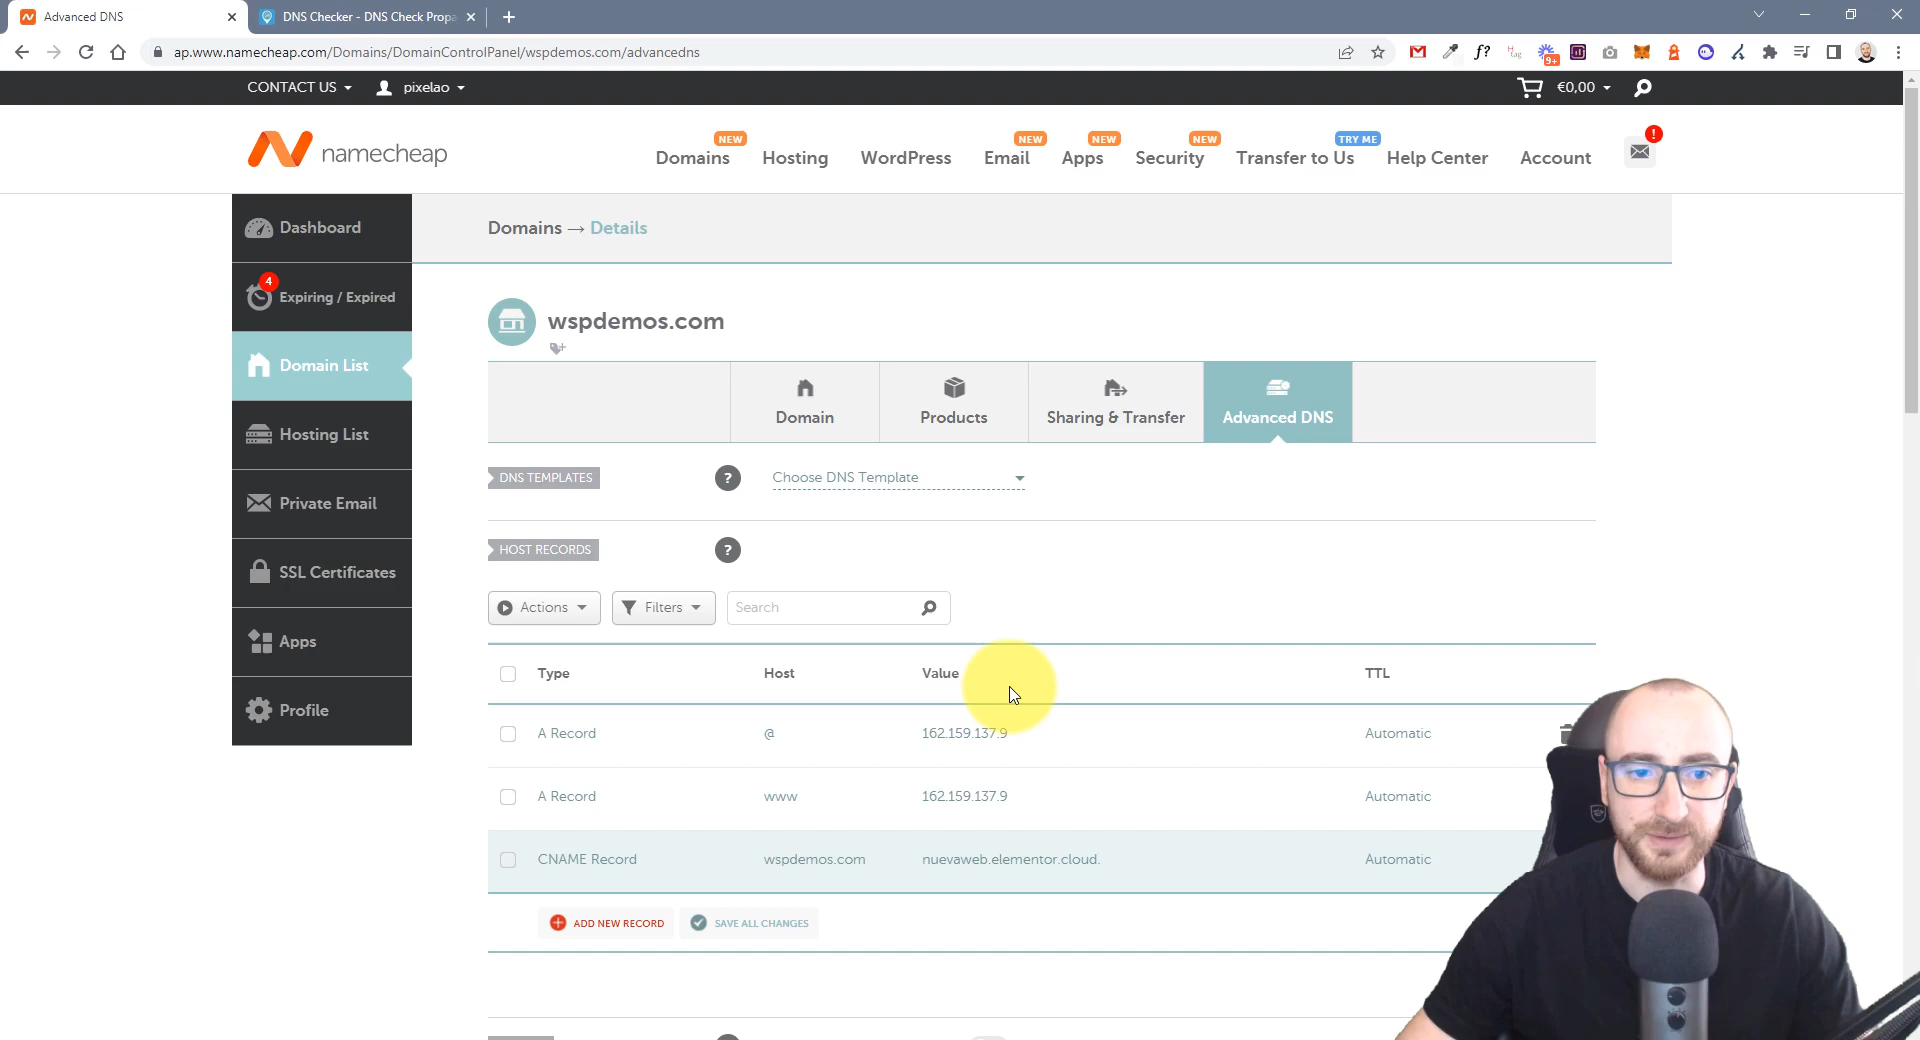 Advanced DNS
DNS Checker - DNS Check Propa
ap.www.namecheap.com/Domains/DomainControlPanel/wspdemos.com/advancedns
f?
9+
CONTACT US
pixelao
€0,00
namecheap
NEW
NEW
NEW
NEW
TRY ME
!
Domains
Hosting
WordPress
Email
Apps
Security
Transfer to Us
Help Center
Account
Dashboard
4
Expiring / Expired
Domain List
Hosting List
Private Email
SSL Certificates
Apps
Profile
Domains → Details
wspdemos.com
Domain
Products
Sharing & Transfer
Advanced DNS
DNS TEMPLATES
?
Choose DNS Template
HOST RECORDS
?
Actions
Filters
Search
Type Host Value TTL
A Record @ 162.159.137.9 Automatic
A Record www 162.159.137.9 Automatic
CNAME Record wspdemos.com nuevaweb.elementor.cloud. Automatic
ADD NEW RECORD
SAVE ALL CHANGES